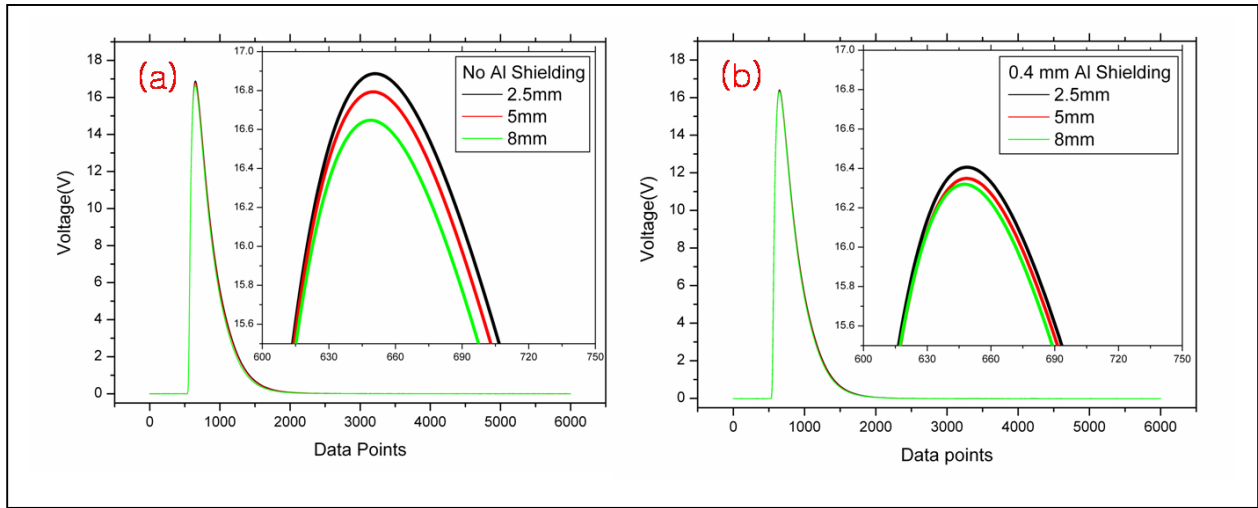 (a)
Voltage(V)
18
16
14
12
10
8
6
4
2
0
0 1000 2000 3000 4000 5000 6000
Data Points
17.0
16.8
16.6
16.4
16.2
16.0
15.8
15.6
600 630 660 690 720 750
No Al Shielding
2.5mm
5mm
8mm
(b)
Voltage(V)
18
16
14
12
10
8
6
4
2
0
0 1000 2000 3000 4000 5000 6000
Data points
17.0
16.8
16.6
16.4
16.2
16.0
15.8
15.6
600 630 660 690 720 750
0.4 mm Al Shielding
2.5mm
5mm
8mm